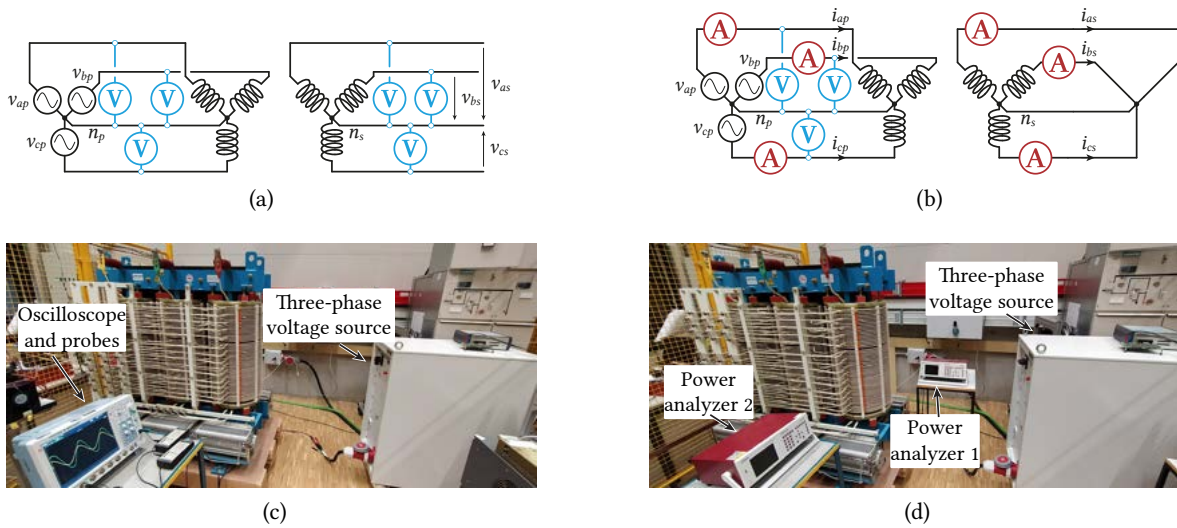 v_ap
v_bp
v_cp
n_p
V
V
V
n_s
V
V
V
v_bs
v_as
v_cs
(a)
A
i_ap
v_bp
A
i_bp
v_ap
V
V
n_p
v_cp
V
A
i_cp
A
i_as
A
i_bs
n_s
A
i_cs
(b)
Oscilloscope
and probes
Three-phase
voltage source
(c)
Three-phase
voltage source
Power
analyzer 2
Power
analyzer 1
(d)